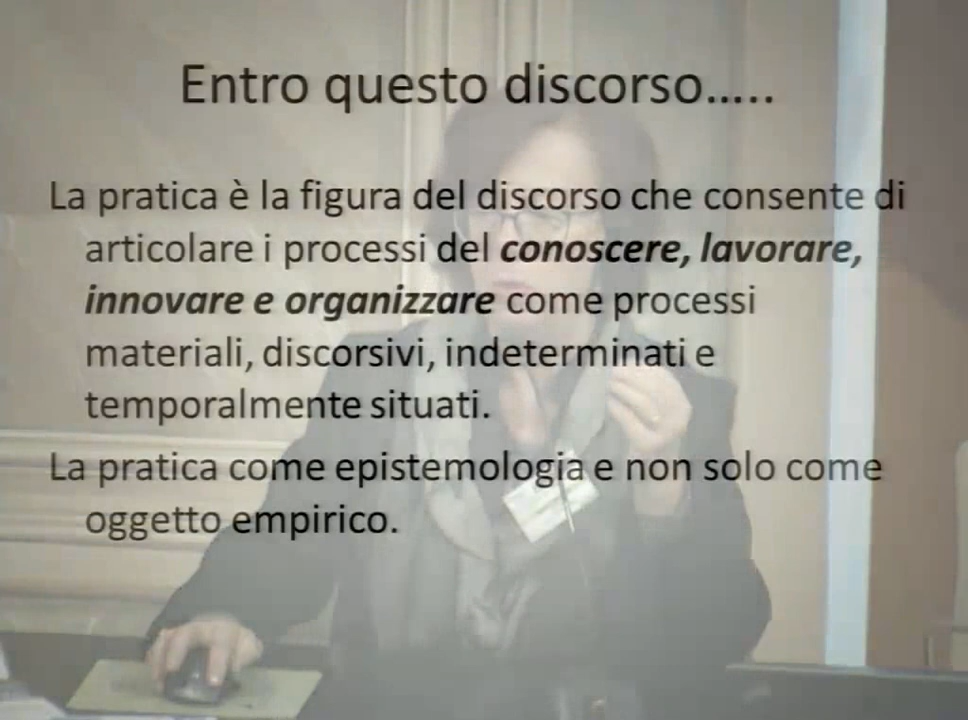 Entro questo discorso.....
La pratica è la figura del discorso che consente di
articolare i processi del conoscere, lavorare,
innovare e organizzare come processi
materiali, discorsivi, indeterminati e
temporalmente situati.
La pratica come epistemologia e non solo come
oggetto empirico.